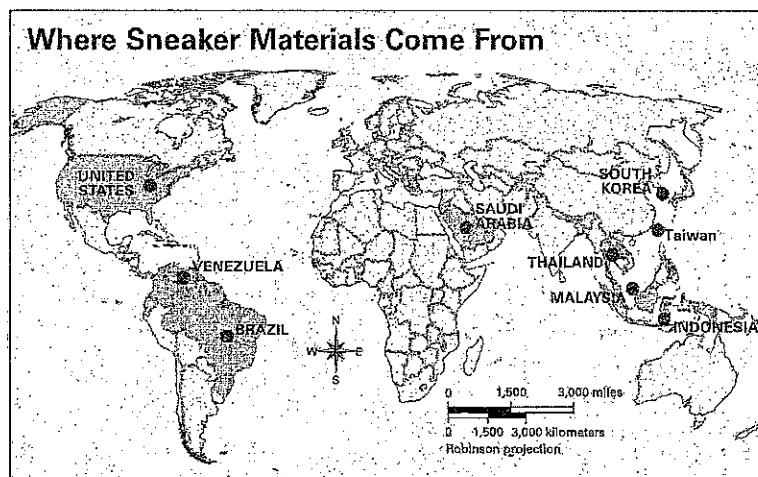 Where Sneaker Materials Come From
UNITED
STATES
VENEZUELA
BRAZIL
SAUDI
ARABIA
SOUTH
KOREA
Taiwan
THAILAND
MALAYSIA
INDONESIA
N
W E
S
0 1,500 3,000 miles
0 1,500 3,000 kilometers
Robinson projection